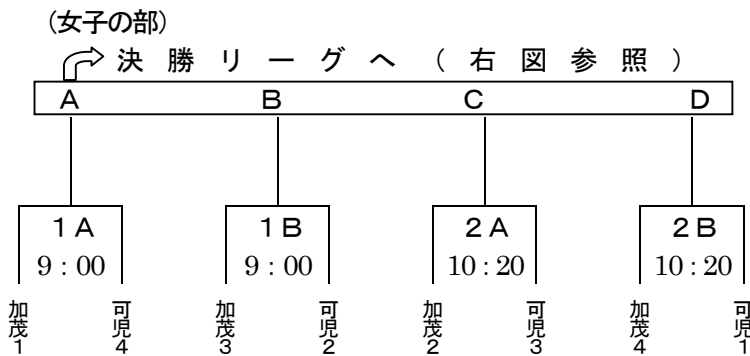 （女子の部）
決勝リーグへ（右図参照）
A B C D
1A 1B 2A 2B
9:00 9:00 10:20 10:20
加茂1 可児4 加茂3 可児2 加茂2 可児3 加茂4 可児1